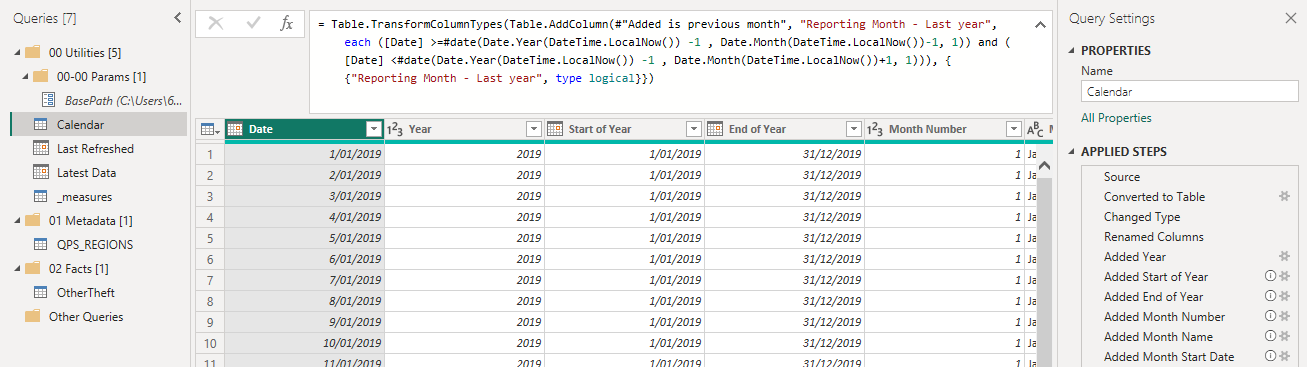 Queries [7]
00 Utilities [5]
00-00 Params [1]
BasePath (C:\Users\6...
Calendar
Last Refreshed
Latest Data
_measures
01 Metadata [1]
QPS_REGIONS
02 Facts [1]
OtherTheft
Other Queries
fx
= Table.TransformColumnTypes(Table.AddColumn(#"Added is previous month", "Reporting Month - Last year",
each ([Date] >=#date(Date.Year(DateTime.LocalNow()) -1 , Date.Month(DateTime.LocalNow())-1, 1)) and (
[Date] <#date(Date.Year(DateTime.LocalNow()) -1 , Date.Month(DateTime.LocalNow())+1, 1))), {
{"Reporting Month - Last year", type logical}})
Date 123 Year Start of Year End of Year 123 Month Number ABC
1 1/01/2019 2019 1/01/2019 31/12/2019 1 Ja
2 2/01/2019 2019 1/01/2019 31/12/2019 1 Ja
3 3/01/2019 2019 1/01/2019 31/12/2019 1 Ja
4 4/01/2019 2019 1/01/2019 31/12/2019 1 Ja
5 5/01/2019 2019 1/01/2019 31/12/2019 1 Ja
6 6/01/2019 2019 1/01/2019 31/12/2019 1 Ja
7 7/01/2019 2019 1/01/2019 31/12/2019 1 Ja
8 8/01/2019 2019 1/01/2019 31/12/2019 1 Ja
9 9/01/2019 2019 1/01/2019 31/12/2019 1 Ja
10 10/01/2019 2019 1/01/2019 31/12/2019 1 Ja
11 11/01/2019 2019 1/01/2019 31/12/2019 1 Ja
Query Settings
PROPERTIES
Name
Calendar
All Properties
APPLIED STEPS
Source
Converted to Table
Changed Type
Renamed Columns
Added Year
Added Start of Year
Added End of Year
Added Month Number
Added Month Name
Added Month Start Date